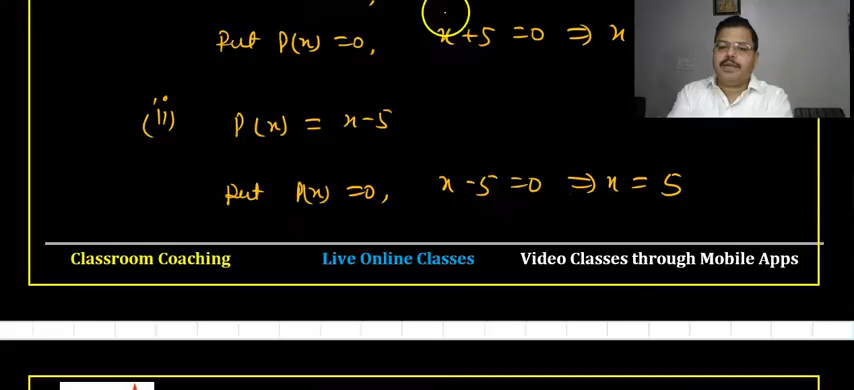 Put P(x) = 0, x + 5 = 0 ⇒ x
(ii) P(x) = x - 5
Put P(x) = 0, x - 5 = 0 ⇒ x = 5
Classroom Coaching Live Online Classes Video Classes through Mobile Apps